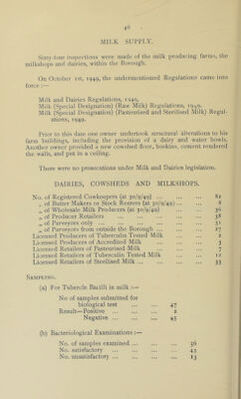 46
MILK SUPPLY.
Sixty-four inspections were made of the milk producing farms, the
milkshops and dairies, within the Borough.
On October 1st, 1949, the undermentioned Regulations came into
force :—
Milk and Dairies Regulations, 1949.
Milk (Special Designation) (Raw Milk) Regulations, 1949.
Milk (Special Designation) (Pasteurised and Sterilised Milk) Regul-
ations, 1949.
Prior to this date one owner undertook structural alterations to his
farm buildings, including the provision of a dairy and water bowls.
Another owner provided a new cowshed floor, boskins, cement rendered
the walls, and put in a ceiling.
There were no prosecutions under Milk and Dairies legislation.
DAIRIES, COWSHEDS AND MILKSHOPS.
No. of Registered Cowkeepers (at 30/9/49) ... ... ...
„ of Butter Makers or Stock Rearers (at 30/9/49) ... ... 8
„ of Wholesale Milk Producers (at 30/9/49) ... ... 36
„ of Producer Retailers ... ... ... ... 38
„ of Purveyors only ... ... ... ... 31
„ of Purveyors from outside the Borough ... ... ... 27
Licensed Producers of Tuberculin Tested Milk ... ... 2
Licensed Producers of Accredited Milk ... ... ... 3
Licensed Retailers of Pasteurised Milk ... ... ... 7
Licensed Retailers of Tuberculin Tested Milk ... ... 12
Licensed Retailers of Sterilised Milk ... ... ... 33
SAMPLING.
(a) For Tubercle Bacilli in milk :—
No of samples submitted for
biological test ... ... 47
Result—Positive ... ... ... 2
Negative ... ... ... 45
(b) Bacteriological Examinations :—
No. of samples examined ... ... ... 56
No. satisfactory ... ... ... ... 43
No. unsatisfactory ... ... ... ... 13